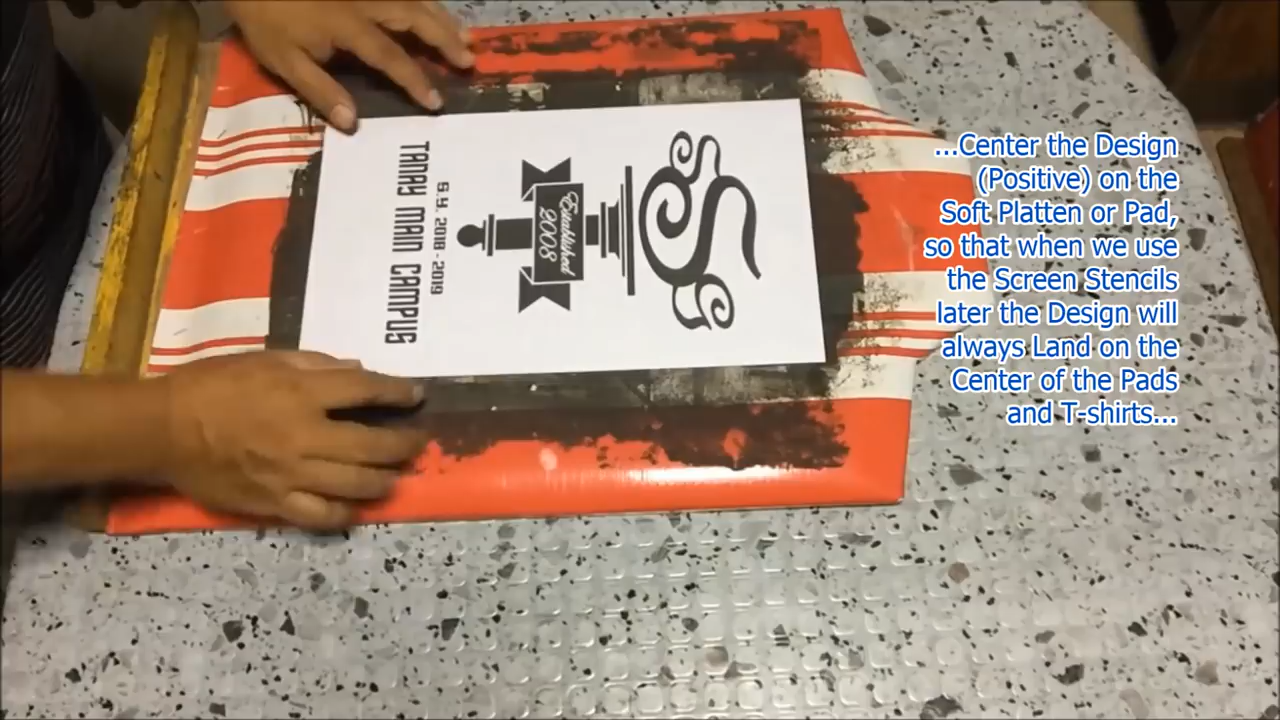 ...Center the Design
(Positive) on the
Soft Platten or Pad,
so that when we use
the Screen Stencils
later the Design will
always Land on the
Center of the Pads
and T-shirts...
SSG
Established
2008
S.Y. 2018 - 2019
TANAY MAIN CAMPUS